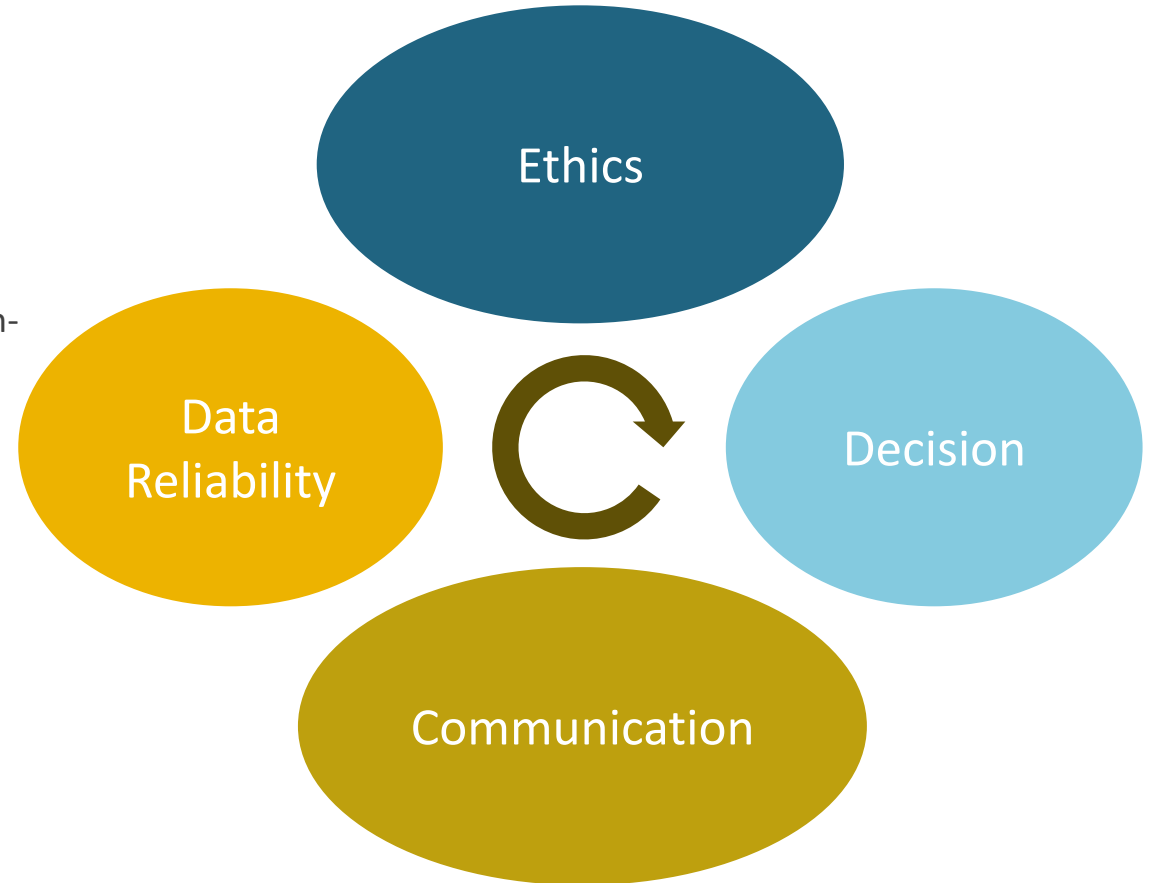 Ethics
n-
Data
Reliability
Decision
Communication